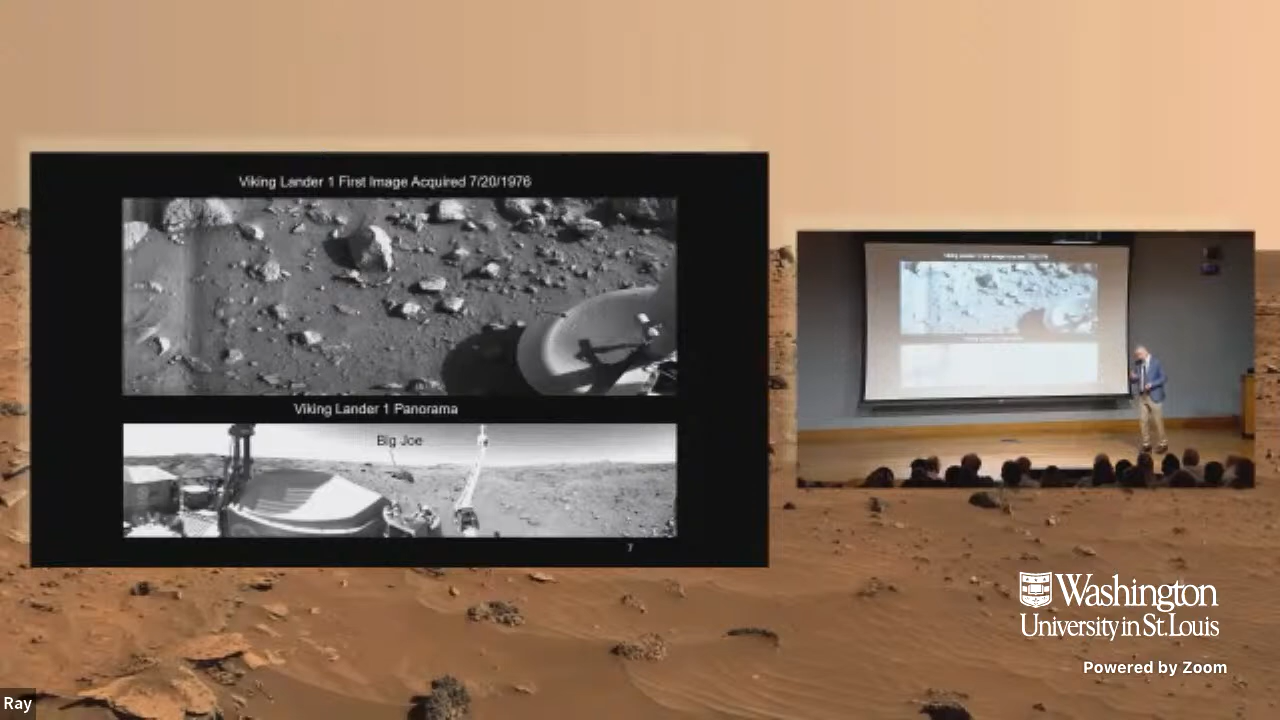 Viking Lander 1 First Image Acquired 7/20/1976
Viking Lander 1 Panorama
Big Joe
7
Washington
University in St. Louis
Powered by Zoom
Ray